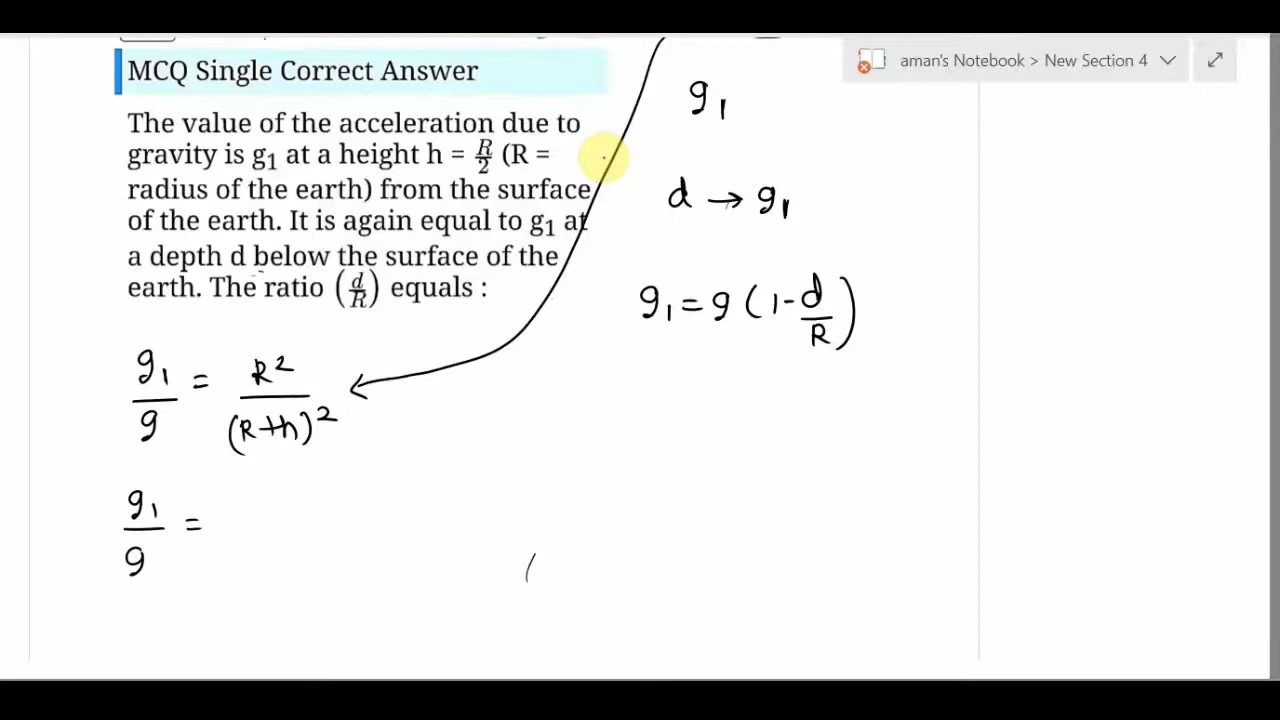 MCQ Single Correct Answer
The value of the acceleration due to
gravity is g₁ at a height h = R/2 (R =
radius of the earth) from the surface
of the earth. It is again equal to g₁ at
a depth d below the surface of the
earth. The ratio (d/R) equals :
g₁/g = R²/(R+h)²
g₁/g =
(
aman's Notebook > New Section 4
g₁
d → g₁
g₁ = g (1 - d/R)